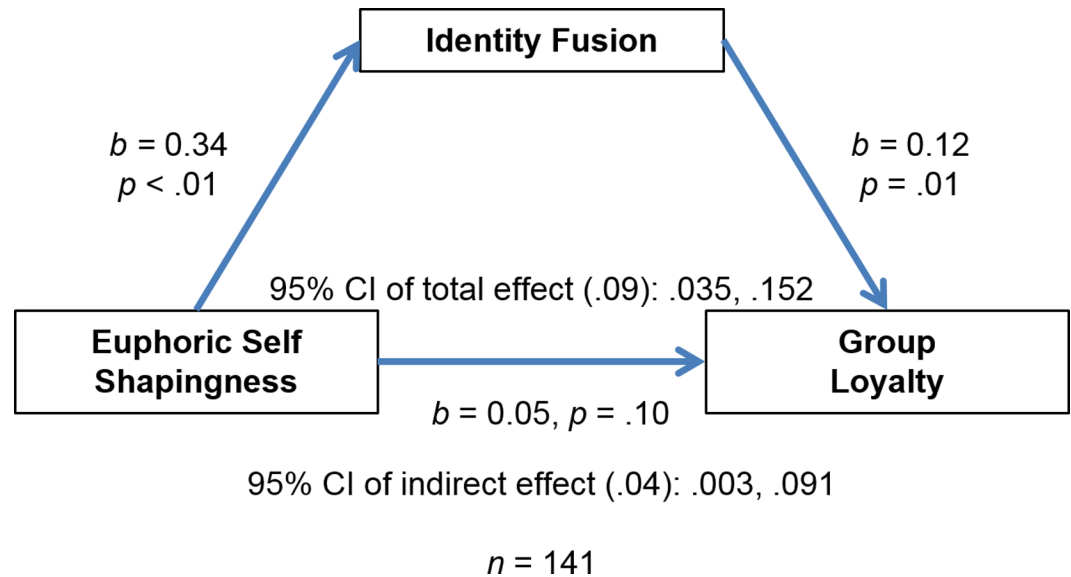 Identity Fusion
b = 0.34
p < .01
b = 0.12
p = .01
95% CI of total effect (.09): .035, .152
Euphoric Self
Shapingness
Group
Loyalty
b = 0.05, p = .10
95% CI of indirect effect (.04): .003, .091
n = 141